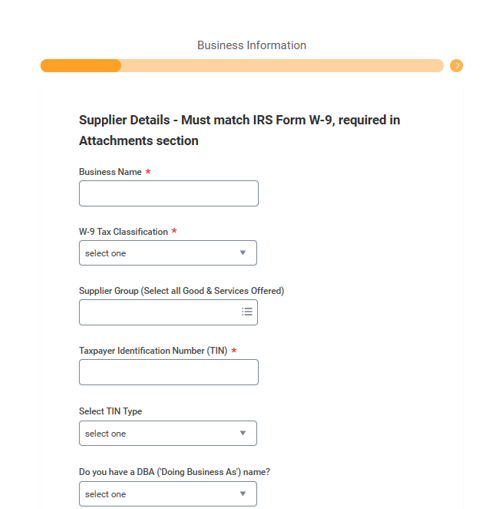 Business Information
Supplier Details - Must match IRS Form W-9, required in
Attachments section
Business Name *
W-9 Tax Classification *
select one
Supplier Group (Select all Good & Services Offered)
Taxpayer Identification Number (TIN) *
Select TIN Type
select one
Do you have a DBA ('Doing Business As') name?
select one